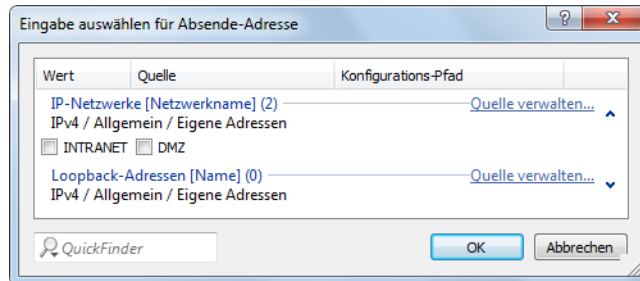 Eingabe auswählen für Absende-Adresse
?
Wert Quelle Konfigurations-Pfad
IP-Netzwerke [Netzwerkname] (2) Quelle verwalten...
IPv4 / Allgemein / Eigene Adressen
INTRANET DMZ
Loopback-Adressen [Name] (0) Quelle verwalten...
IPv4 / Allgemein / Eigene Adressen
QuickFinder OK Abbrechen